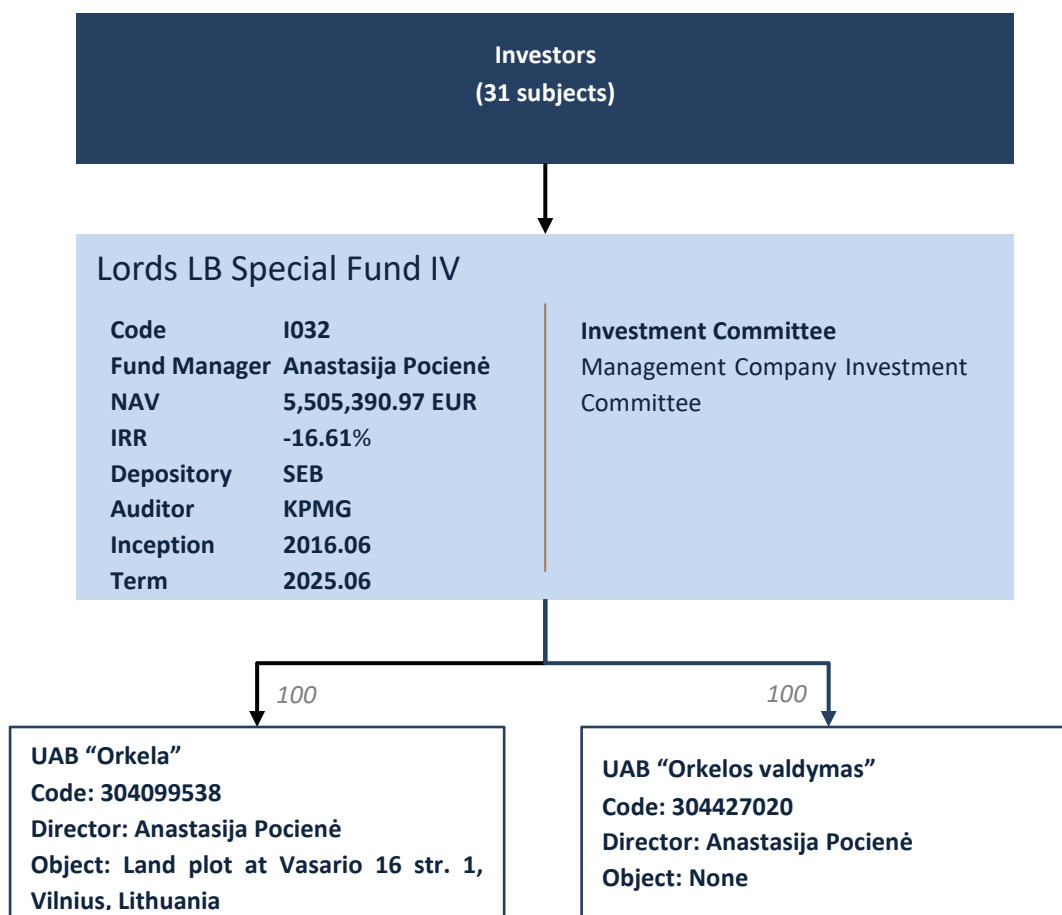 Investors
(31 subjects)
Lords LB Special Fund IV
Code I032
Fund Manager Anastasija Pocienė
NAV 5,505,390.97 EUR
IRR -16.61%
Depository SEB
Auditor KPMG
Inception 2016.06
Term 2025.06
Investment Committee
Management Company Investment
Committee
100
100
UAB “Orkela”
Code: 304099538
Director: Anastasija Pocienė
Object: Land plot at Vasario 16 str. 1,
Vilnius, Lithuania
UAB “Orkelos valdymas”
Code: 304427020
Director: Anastasija Pocienė
Object: None